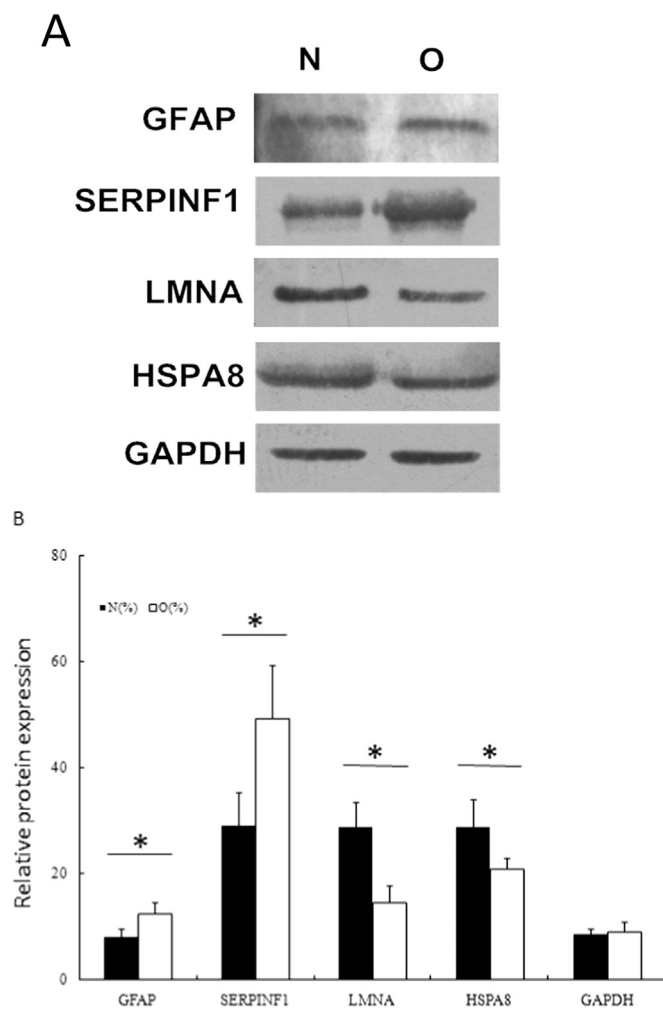 A
N O
GFAP
SERPINF1
LMNA
HSPA8
GAPDH
B
80
N(%) O(%)
*
60
*
*
40
*
20
0
Relative protein expression
GFAP SERPINF1 LMNA HSPA8 GAPDH